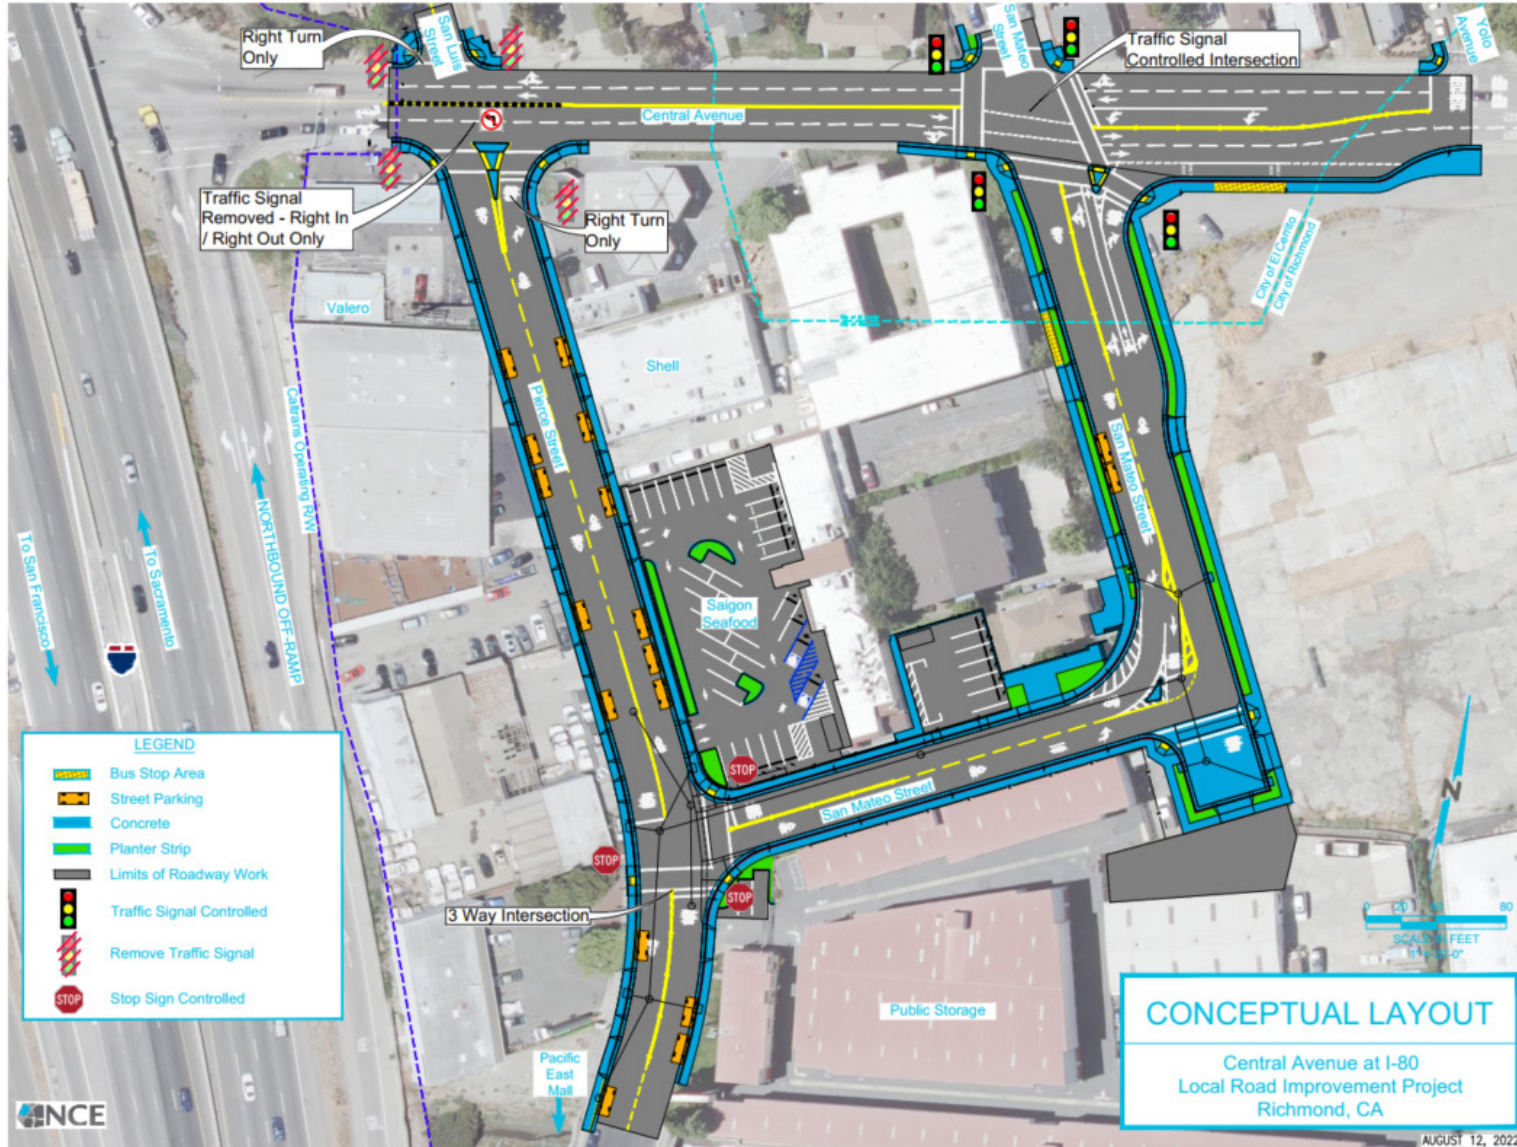 Right Turn
Only
San Luis
Street
San Mateo
Street
Traffic Signal
Controlled Intersection
Yolo
Avenue
Central Avenue
Traffic Signal
Removed - Right In
/ Right Out Only
Right Turn
Only
City of El Cerrito
City of Richmond
Valero
Shell
Pierce Street
San Mateo Street
Caltrans Operating R/W
NORTHBOUND OFF-RAMP
To Sacramento
To San Francisco
Saigon
Seafood
STOP
San Mateo Street
STOP
STOP
3 Way Intersection
LEGEND
Bus Stop Area
Street Parking
Concrete
Planter Strip
Limits of Roadway Work
Traffic Signal Controlled
Remove Traffic Signal
STOP
Stop Sign Controlled
N
0 20 40 80
SCALE IN FEET
Public Storage
Pacific
East
Mall
CONCEPTUAL LAYOUT
Central Avenue at I-80
Local Road Improvement Project
Richmond, CA
NCE
AUGUST 12, 2022